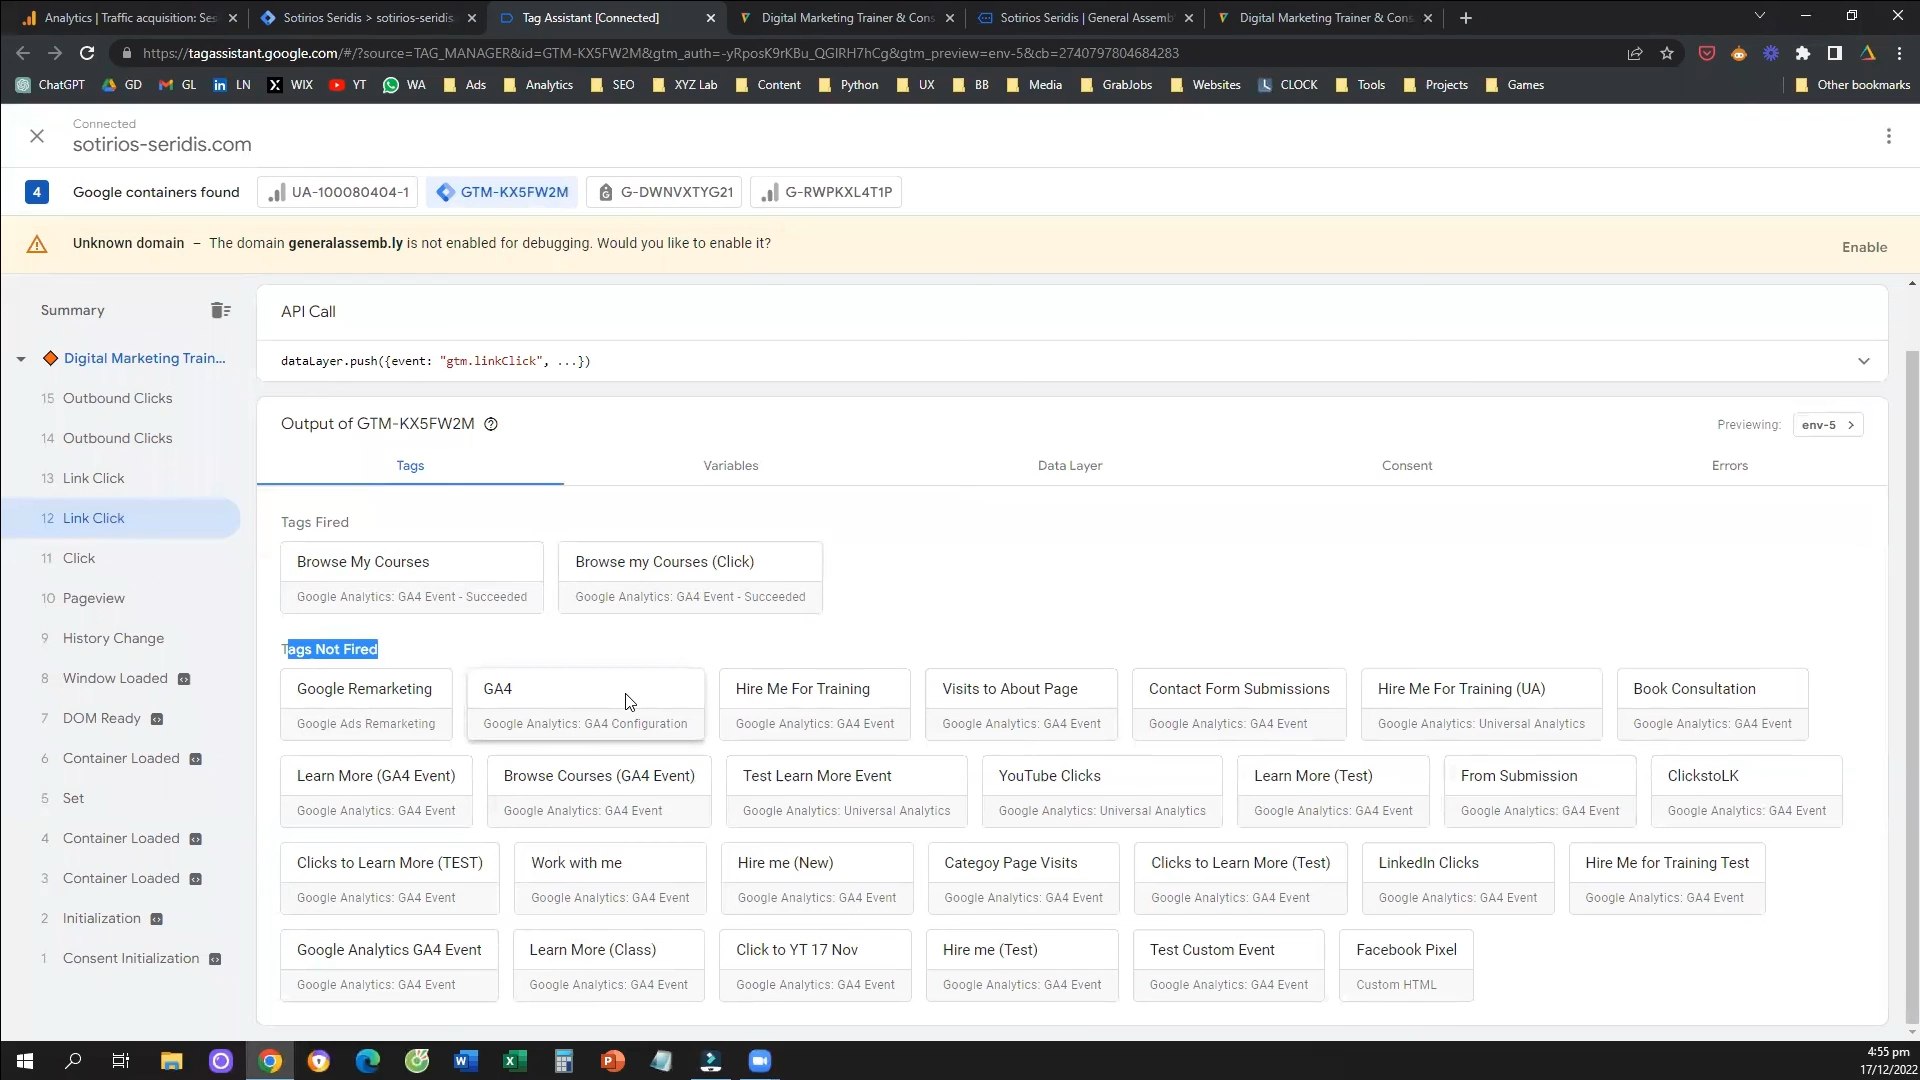 Analytics | Traffic acquisition: Ses
Sotirios Seridis > sotirios-seridis
Tag Assistant [Connected]
Digital Marketing Trainer & Cons
Sotirios Seridis | General Assemb
Digital Marketing Trainer & Cons
https://tagassistant.google.com/#/?source=TAG_MANAGER&id=GTM-KX5FW2M&gtm_auth=-yRposK9rKBu_QGlRH7hCg&gtm_preview=env-5&cb=2740797804684283
ChatGPT GD GL LN WIX YT WA Ads Analytics SEO XYZ Lab Content Python UX BB Media GrabJobs Websites CLOCK Tools Projects Games Other bookmarks
Connected
sotirios-seridis.com
4 Google containers found UA-100080404-1 GTM-KX5FW2M G-DWNVXTYG21 G-RWPKXL4T1P
Unknown domain – The domain generalassemb.ly is not enabled for debugging. Would you like to enable it?
Enable
Summary
Digital Marketing Train...
15 Outbound Clicks
14 Outbound Clicks
13 Link Click
12 Link Click
11 Click
10 Pageview
9 History Change
8 Window Loaded
7 DOM Ready
6 Container Loaded
5 Set
4 Container Loaded
3 Container Loaded
2 Initialization
1 Consent Initialization
API Call
dataLayer.push({event: "gtm.linkClick", ...})
Output of GTM-KX5FW2M
Previewing: env-5
Tags Variables Data Layer Consent Errors
Tags Fired
Browse My Courses
Google Analytics: GA4 Event - Succeeded
Browse my Courses (Click)
Google Analytics: GA4 Event - Succeeded
Tags Not Fired
Google Remarketing
Google Ads Remarketing
GA4
Google Analytics: GA4 Configuration
Hire Me For Training
Google Analytics: GA4 Event
Visits to About Page
Google Analytics: GA4 Event
Contact Form Submissions
Google Analytics: GA4 Event
Hire Me For Training (UA)
Google Analytics: Universal Analytics
Book Consultation
Google Analytics: GA4 Event
Learn More (GA4 Event)
Google Analytics: GA4 Event
Browse Courses (GA4 Event)
Google Analytics: GA4 Event
Test Learn More Event
Google Analytics: Universal Analytics
YouTube Clicks
Google Analytics: Universal Analytics
Learn More (Test)
Google Analytics: GA4 Event
From Submission
Google Analytics: GA4 Event
ClickstoLK
Google Analytics: GA4 Event
Clicks to Learn More (TEST)
Google Analytics: GA4 Event
Work with me
Google Analytics: GA4 Event
Hire me (New)
Google Analytics: GA4 Event
Categoy Page Visits
Google Analytics: GA4 Event
Clicks to Learn More (Test)
Google Analytics: GA4 Event
LinkedIn Clicks
Google Analytics: GA4 Event
Hire Me for Training Test
Google Analytics: GA4 Event
Google Analytics GA4 Event
Google Analytics: GA4 Event
Learn More (Class)
Google Analytics: GA4 Event
Click to YT 17 Nov
Google Analytics: GA4 Event
Hire me (Test)
Google Analytics: GA4 Event
Test Custom Event
Google Analytics: GA4 Event
Facebook Pixel
Custom HTML
4:55 pm
17/12/2022